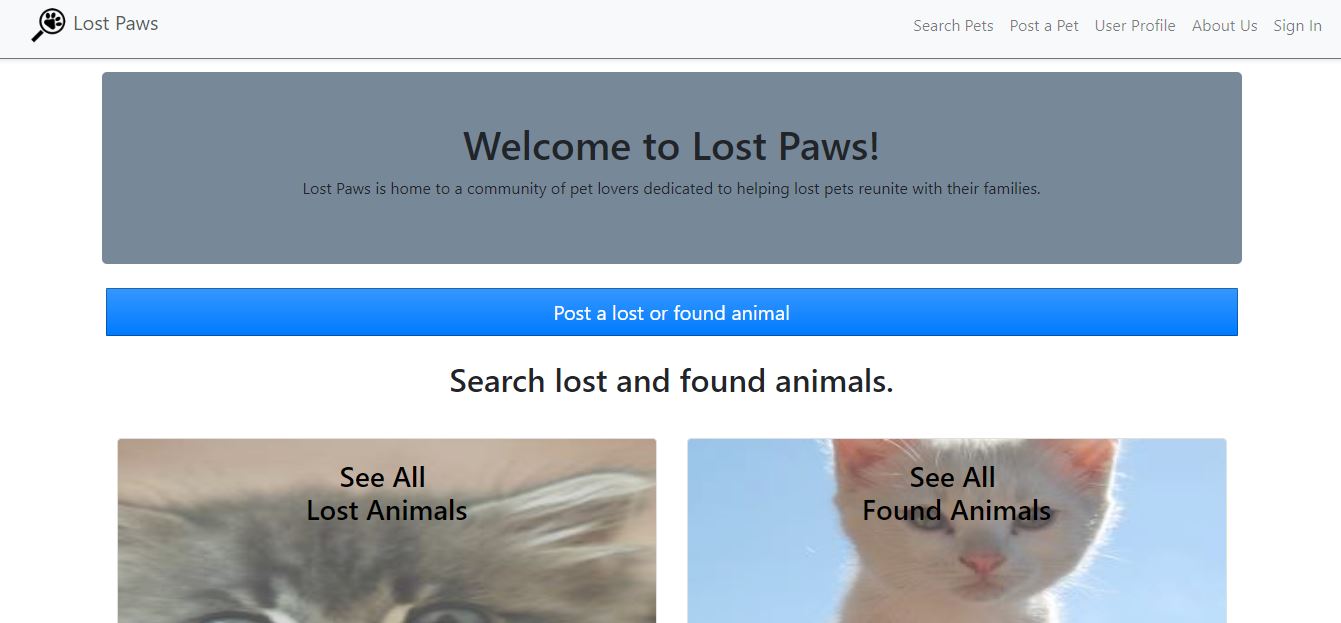 Lost Paws
Search Pets Post a Pet User Profile About Us Sign In
Welcome to Lost Paws!
Lost Paws is home to a community of pet lovers dedicated to helping lost pets reunite with their families.
Post a lost or found animal
Search lost and found animals.
See All
Lost Animals
See All
Found Animals